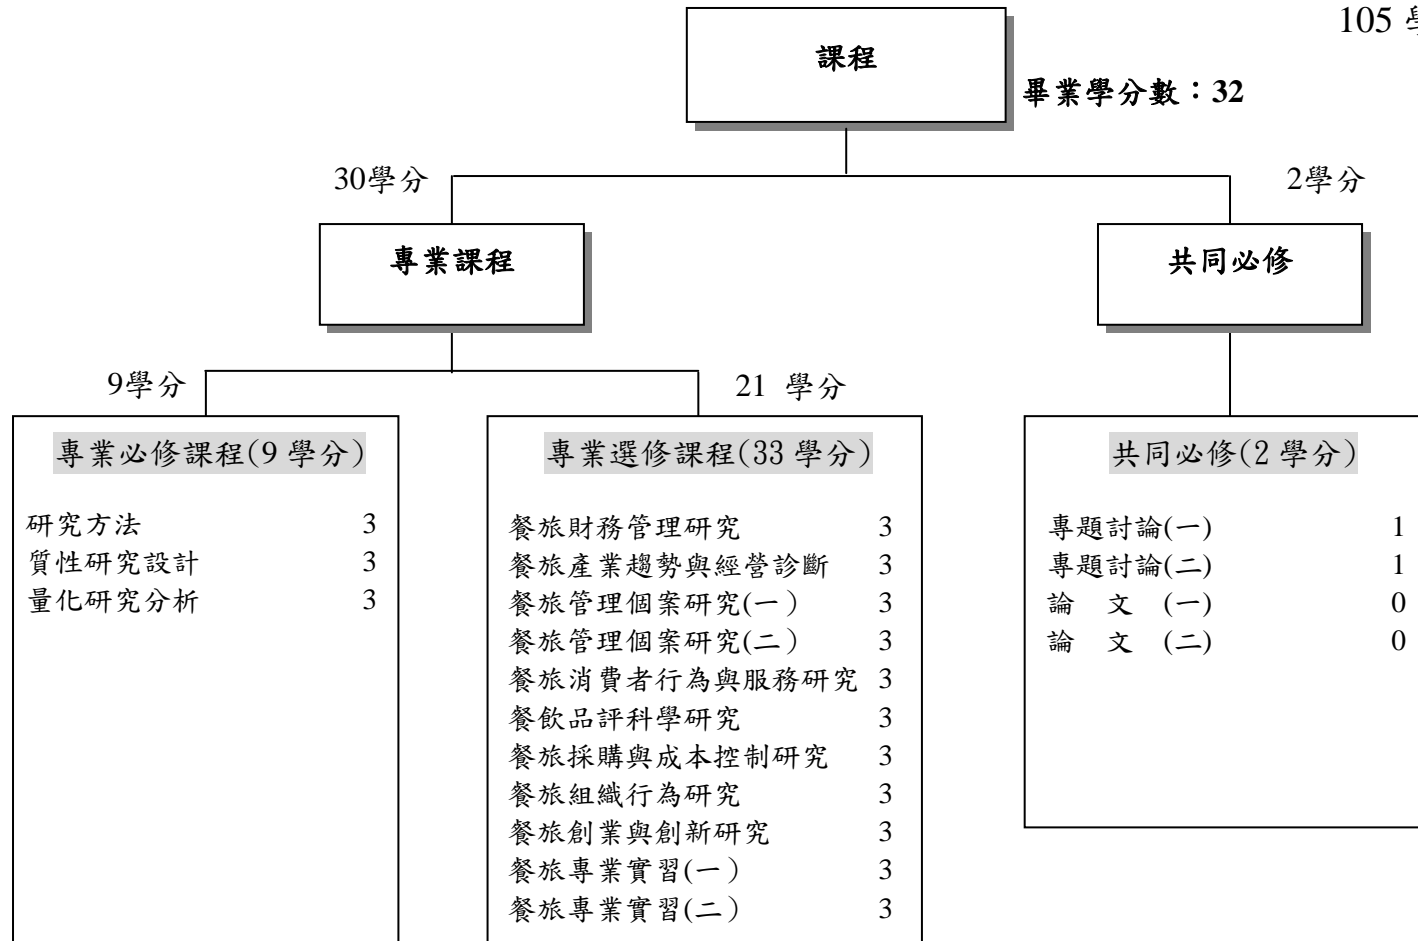 105 學
課程
畢業學分數：32
30學分
2學分
專業課程
共同必修
9學分
21 學分
專業必修課程(9 學分)
研究方法 3
質性研究設計 3
量化研究分析 3
專業選修課程(33 學分)
餐旅財務管理研究 3
餐旅產業趨勢與經營診斷 3
餐旅管理個案研究(一) 3
餐旅管理個案研究(二) 3
餐旅消費者行為與服務研究 3
餐飲品評科學研究 3
餐旅採購與成本控制研究 3
餐旅組織行為研究 3
餐旅創業與創新研究 3
餐旅專業實習(一) 3
餐旅專業實習(二) 3
共同必修(2 學分)
專題討論(一) 1
專題討論(二) 1
論 文 (一) 0
論 文 (二) 0